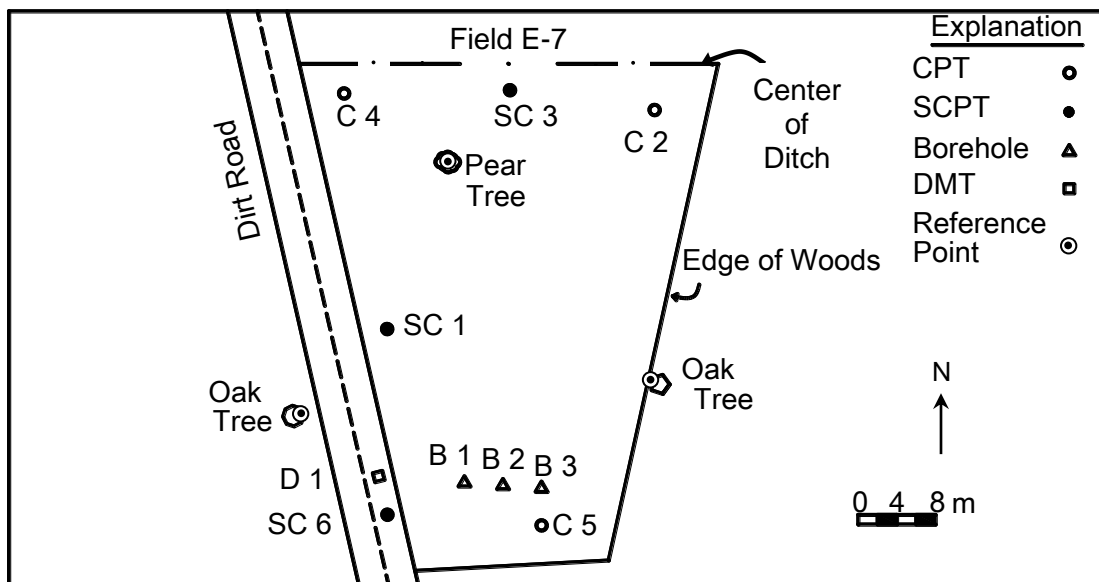 Field E-7
Explanation
CPT
SCPT
Borehole
DMT
Reference
Point
C 4
SC 3
C 2
Center
of
Ditch
Pear
Tree
Dirt Road
Edge of Woods
SC 1
Oak
Tree
Oak
Tree
N
D 1
B 1
B 2
B 3
SC 6
C 5
0 4 8 m